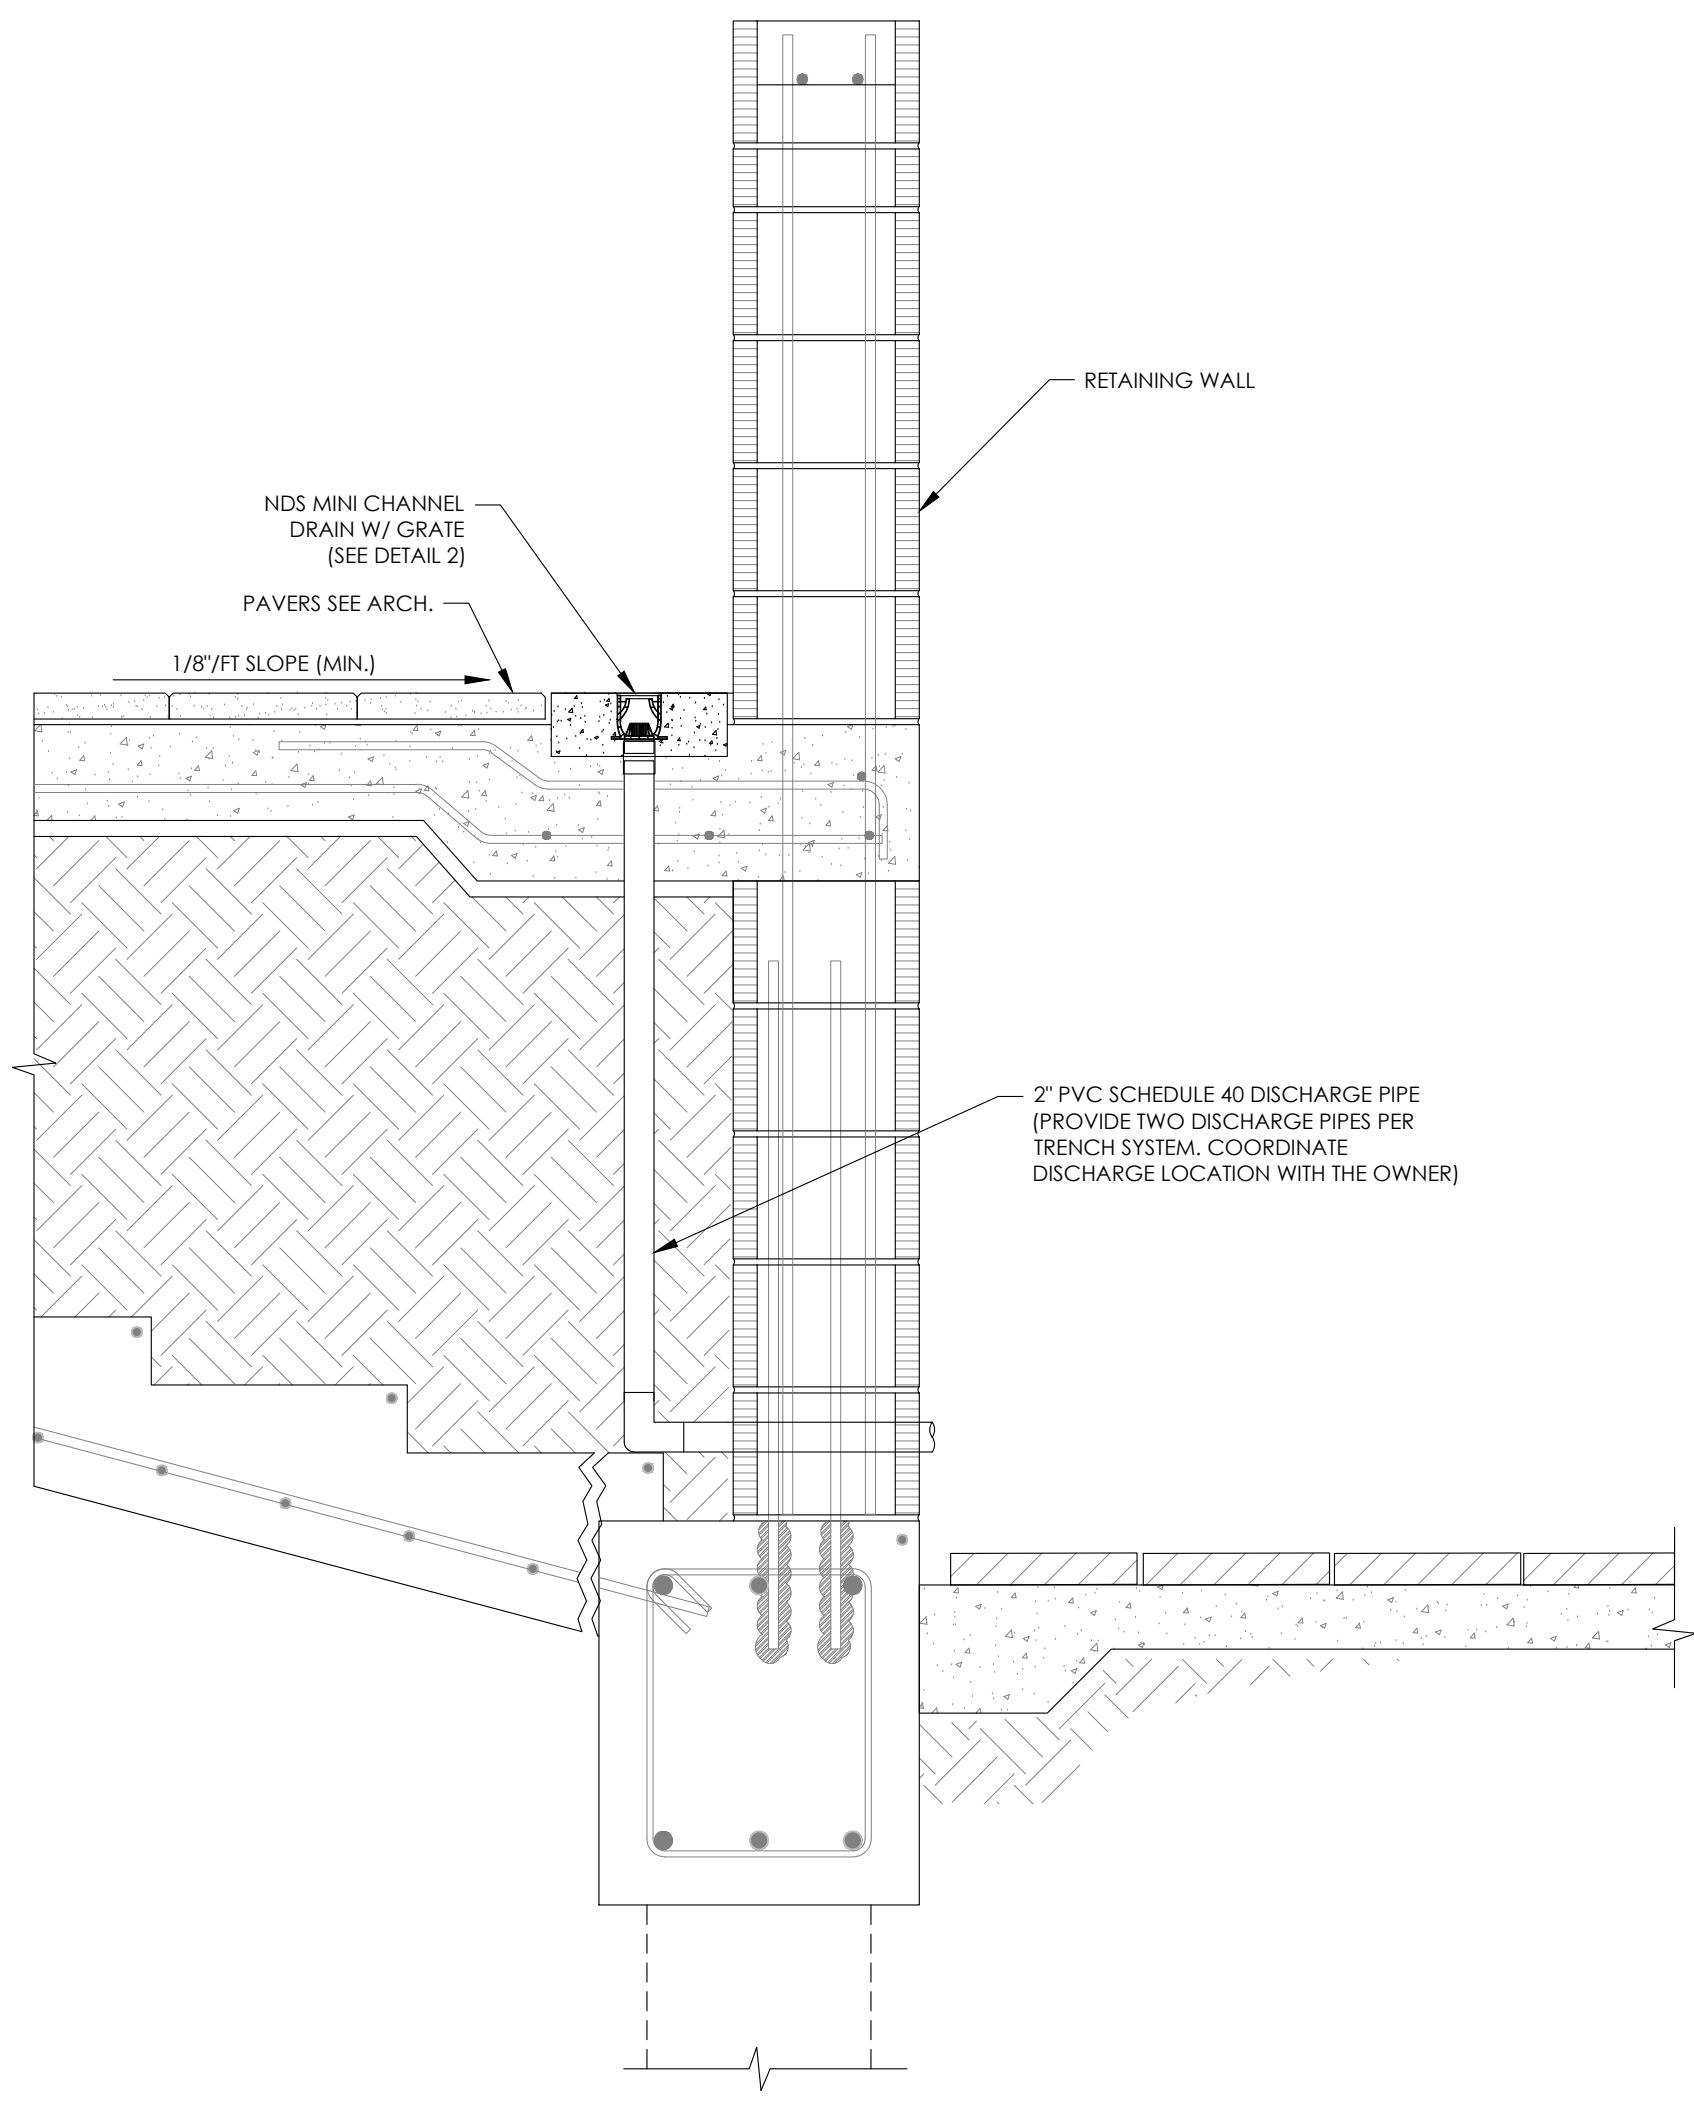 RETAINING WALL
NDS MINI CHANNEL
DRAIN W/ GRATE
(SEE DETAIL 2)
PAVERS SEE ARCH.
1/8"/FT SLOPE (MIN.)
2" PVC SCHEDULE 40 DISCHARGE PIPE
(PROVIDE TWO DISCHARGE PIPES PER
TRENCH SYSTEM. COORDINATE
DISCHARGE LOCATION WITH THE OWNER)